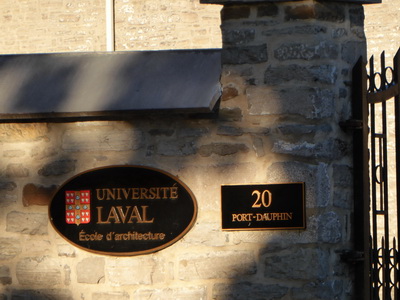 UNIVERSITÉ
LAVAL
École d'architecture
20
PORT-DAUPHIN